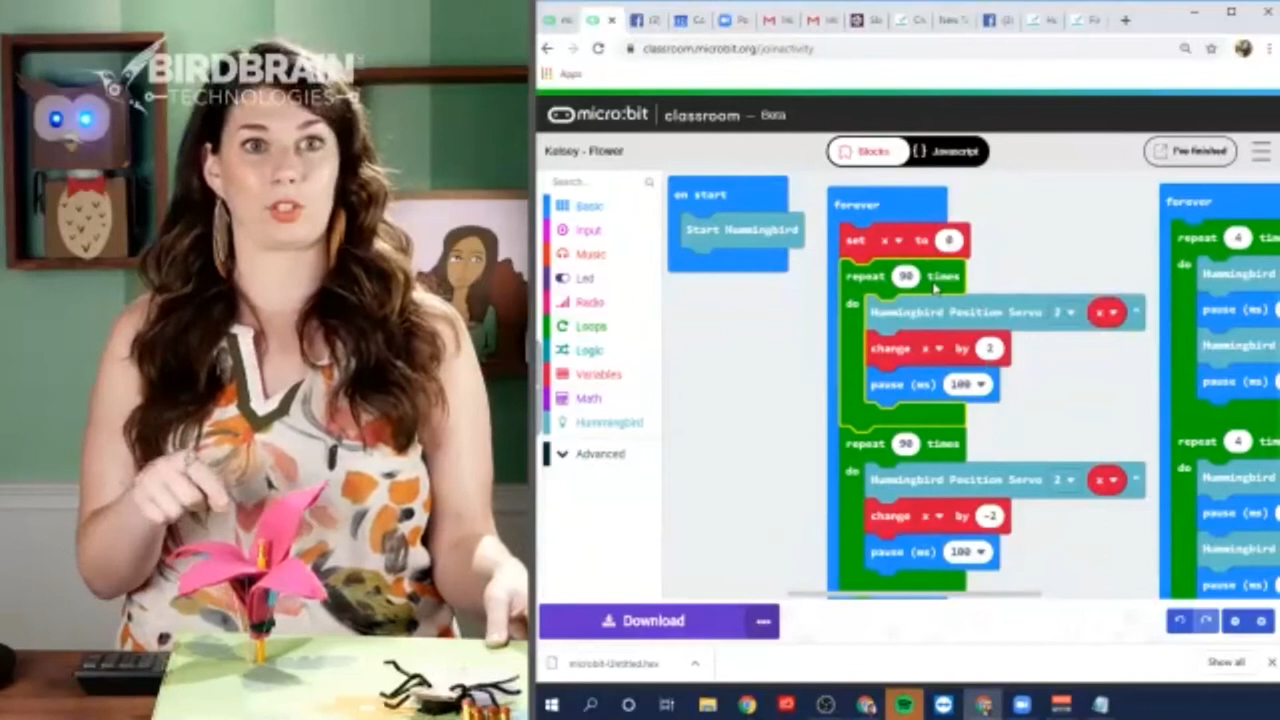 BIRDBRAIN
TECHNOLOGIES
classroom.microbit.org/joinactivity
Apps
micro:bit | classroom — Beta
Kelsey - Flower
Blocks
{ } Javascript
I've finished
Search...
Basic
Input
Music
Led
Radio
Loops
Logic
Variables
Math
Hummingbird
Advanced
on start
Start Hummingbird
forever
set x to 0
repeat 90 times
do
Hummingbird Position Servo 2 x °
change x by 2
pause (ms) 100
repeat 90 times
do
Hummingbird Position Servo 2 x °
change x by -2
pause (ms) 100
forever
repeat 4
do
Hummingbird
pause (ms)
Hummingbird
pause (ms)
repeat 4
do
Hummingbird
pause (ms)
Hummingbird
pause (ms)
Download
microbit-Untitled.hex
Show all